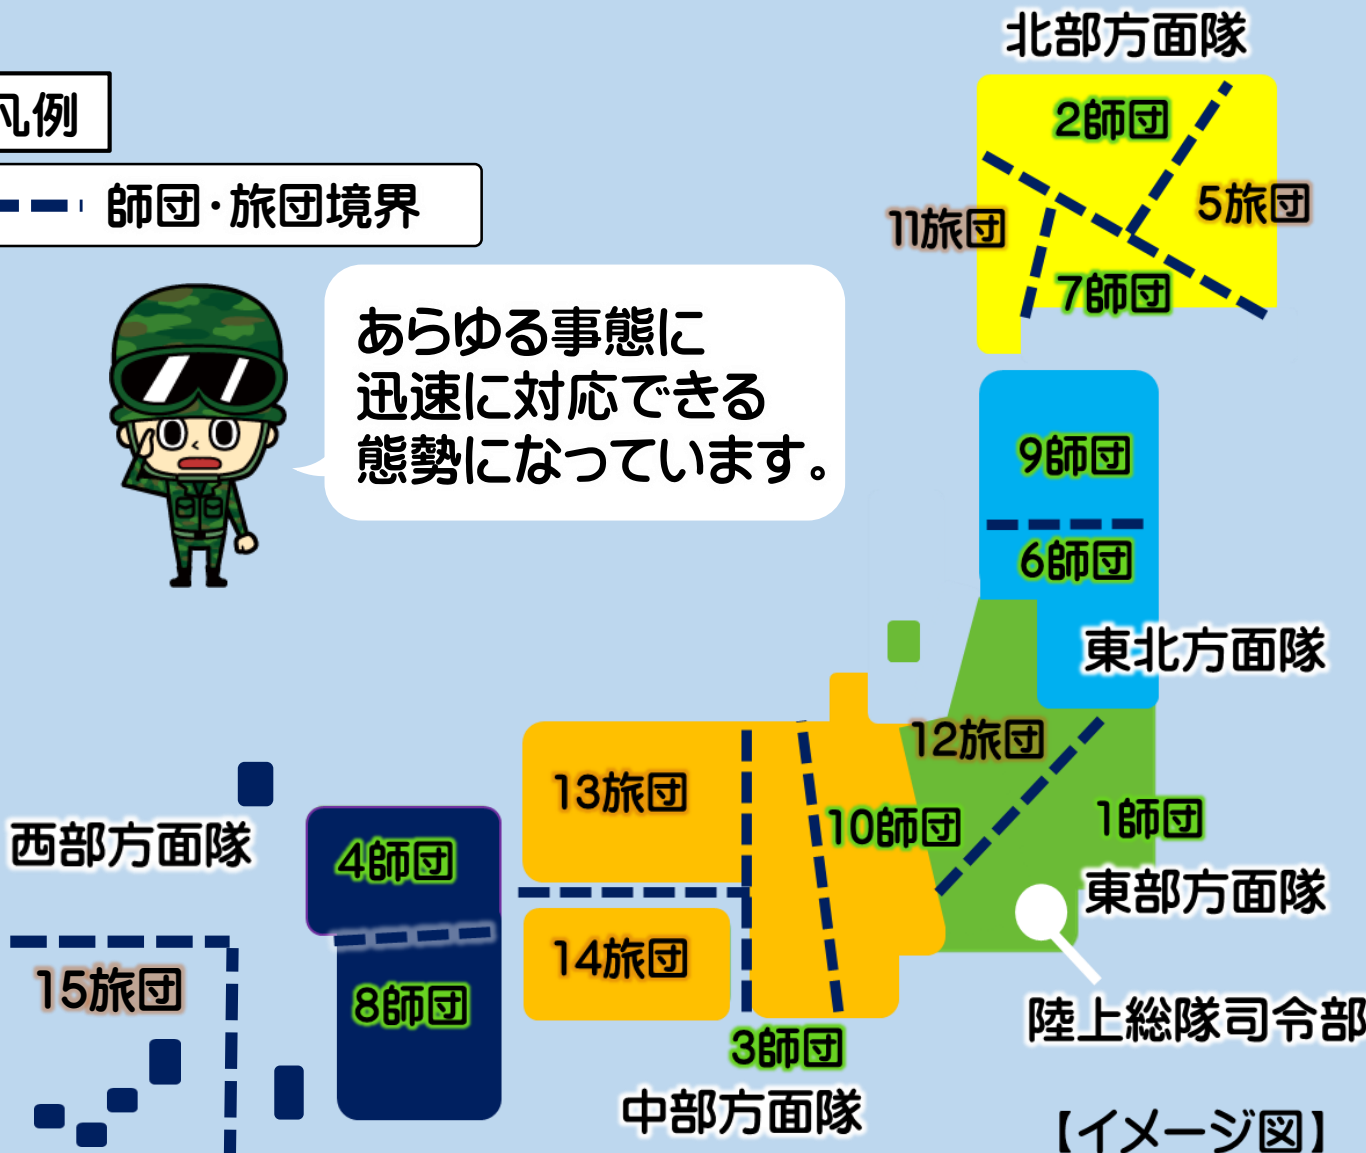 北部方面隊
凡例
師団・旅団境界
2師団
5旅団
11旅団
7師団
あらゆる事態に
迅速に対応できる
態勢になっています。
9師団
6師団
東北方面隊
12旅団
13旅団
10師団
1師団
西部方面隊
4師団
東部方面隊
14旅団
15旅団
8師団
陸上総隊司令部
3師団
中部方面隊
【イメージ図】